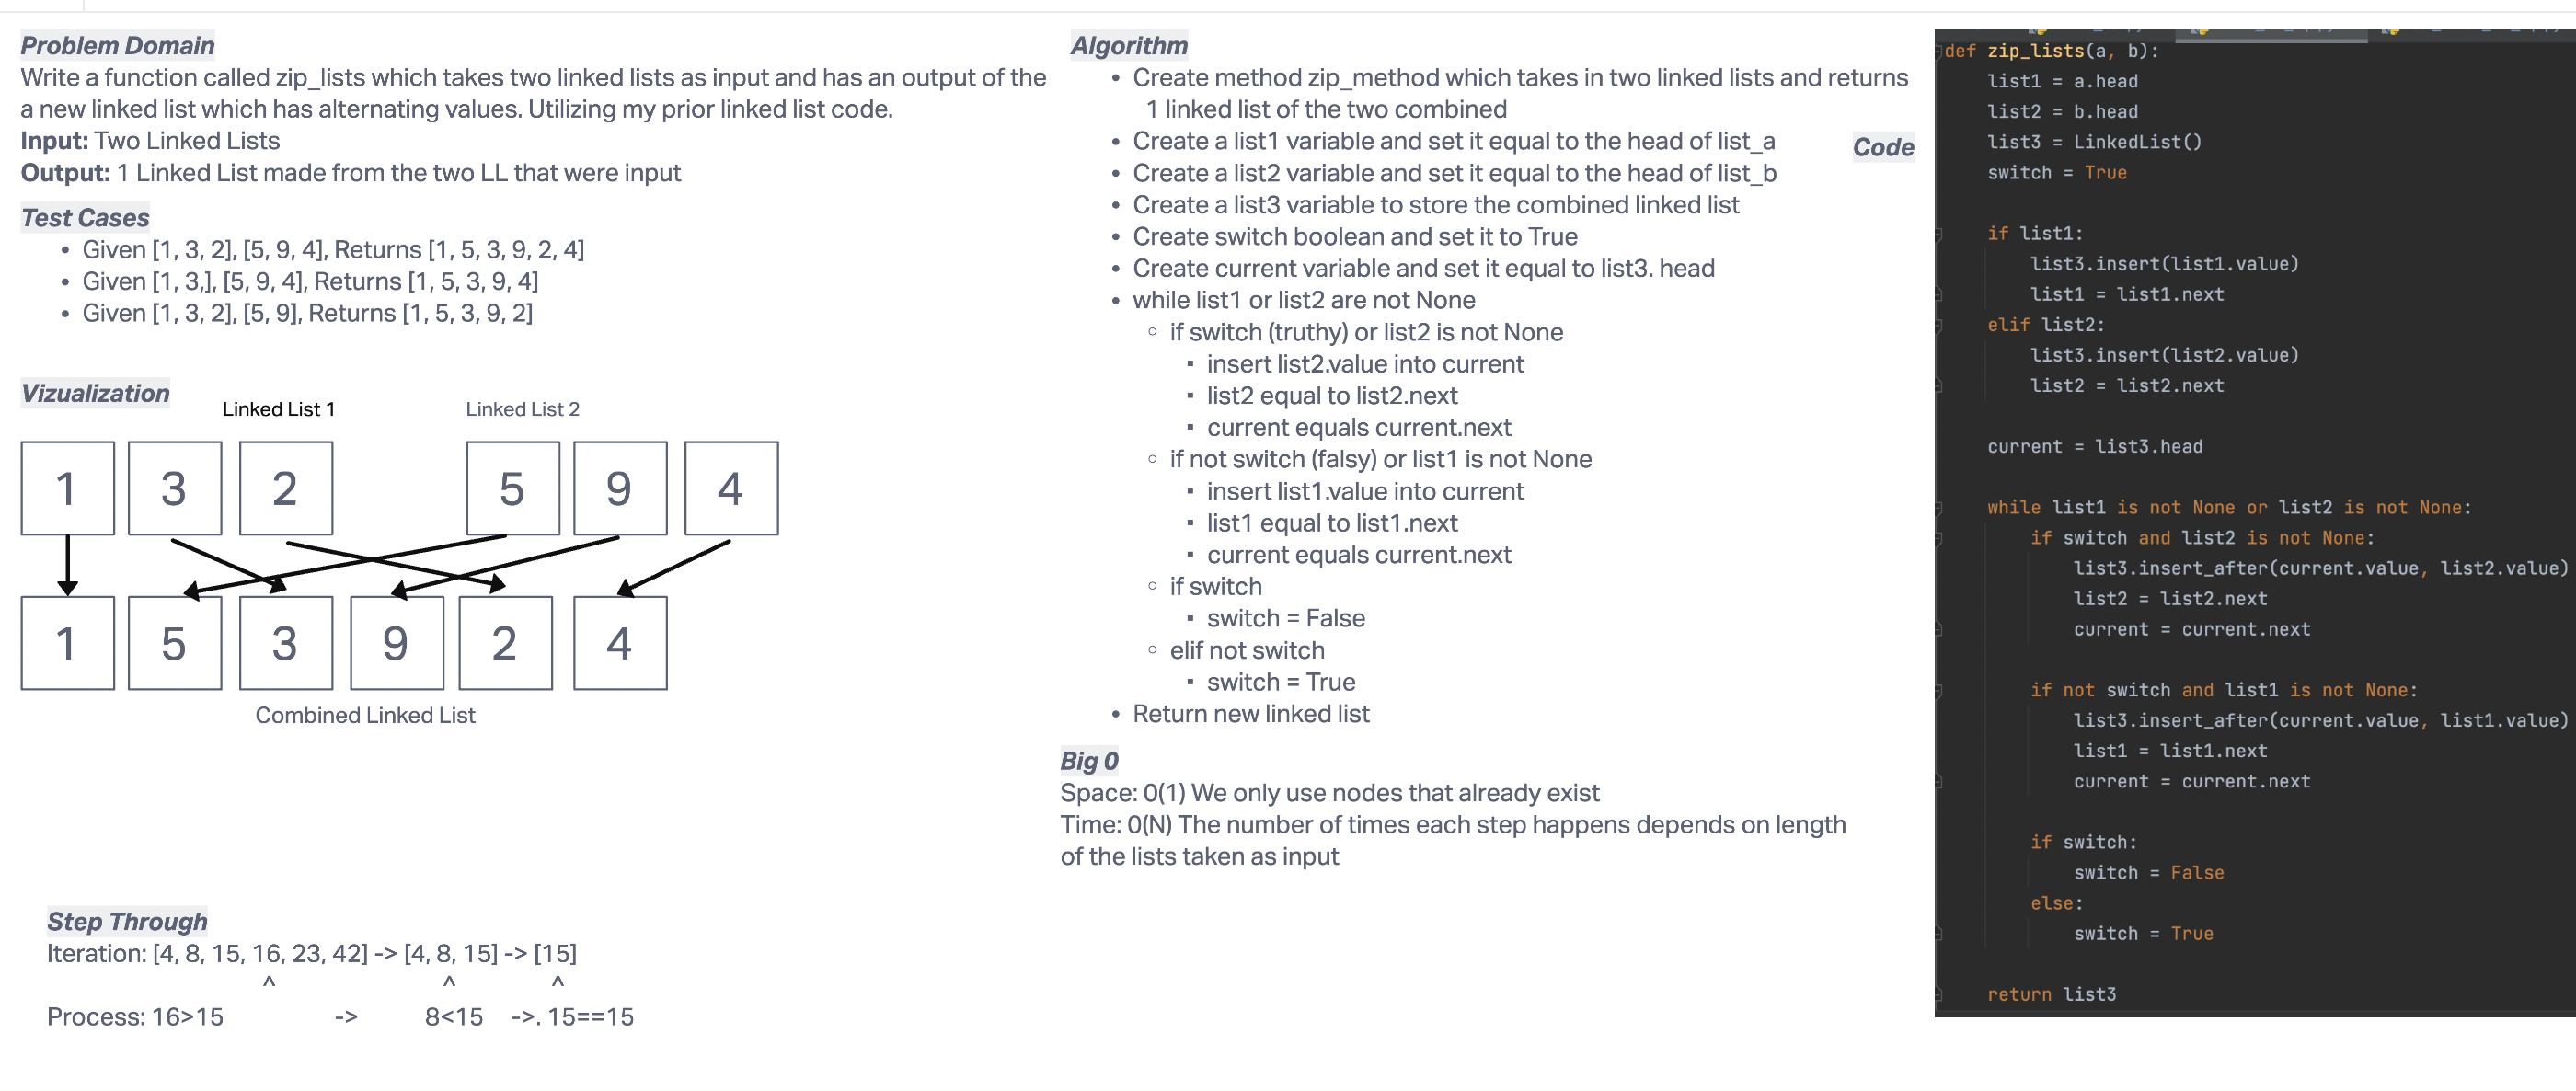 Problem Domain
Write a function called zip_lists which takes two linked lists as input and has an output of the
a new linked list which has alternating values. Utilizing my prior linked list code.
Input: Two Linked Lists
Output: 1 Linked List made from the two LL that were input
Test Cases
• Given [1, 3, 2], [5, 9, 4], Returns [1, 5, 3, 9, 2, 4]
• Given [1, 3,], [5, 9, 4], Returns [1, 5, 3, 9, 4]
• Given [1, 3, 2], [5, 9], Returns [1, 5, 3, 9, 2]
Vizualization
Linked List 1 Linked List 2
1 3 2 5 9 4
1 5 3 9 2 4
Combined Linked List
Step Through
Iteration: [4, 8, 15, 16, 23, 42] -> [4, 8, 15] -> [15]
^ ^ ^
Process: 16>15 -> 8<15 ->. 15==15
Algorithm
• Create method zip_method which takes in two linked lists and returns
1 linked list of the two combined
• Create a list1 variable and set it equal to the head of list_a
• Create a list2 variable and set it equal to the head of list_b
• Create a list3 variable to store the combined linked list
• Create switch boolean and set it to True
• Create current variable and set it equal to list3. head
• while list1 or list2 are not None
◦ if switch (truthy) or list2 is not None
▪ insert list2.value into current
▪ list2 equal to list2.next
▪ current equals current.next
◦ if not switch (falsy) or list1 is not None
▪ insert list1.value into current
▪ list1 equal to list1.next
▪ current equals current.next
◦ if switch
▪ switch = False
◦ elif not switch
▪ switch = True
• Return new linked list
Big 0
Space: 0(1) We only use nodes that already exist
Time: 0(N) The number of times each step happens depends on length
of the lists taken as input
Code
def zip_lists(a, b):
list1 = a.head
list2 = b.head
list3 = LinkedList()
switch = True
if list1:
list3.insert(list1.value)
list1 = list1.next
elif list2:
list3.insert(list2.value)
list2 = list2.next
current = list3.head
while list1 is not None or list2 is not None:
if switch and list2 is not None:
list3.insert_after(current.value, list2.value)
list2 = list2.next
current = current.next
if not switch and list1 is not None:
list3.insert_after(current.value, list1.value)
list1 = list1.next
current = current.next
if switch:
switch = False
else:
switch = True
return list3